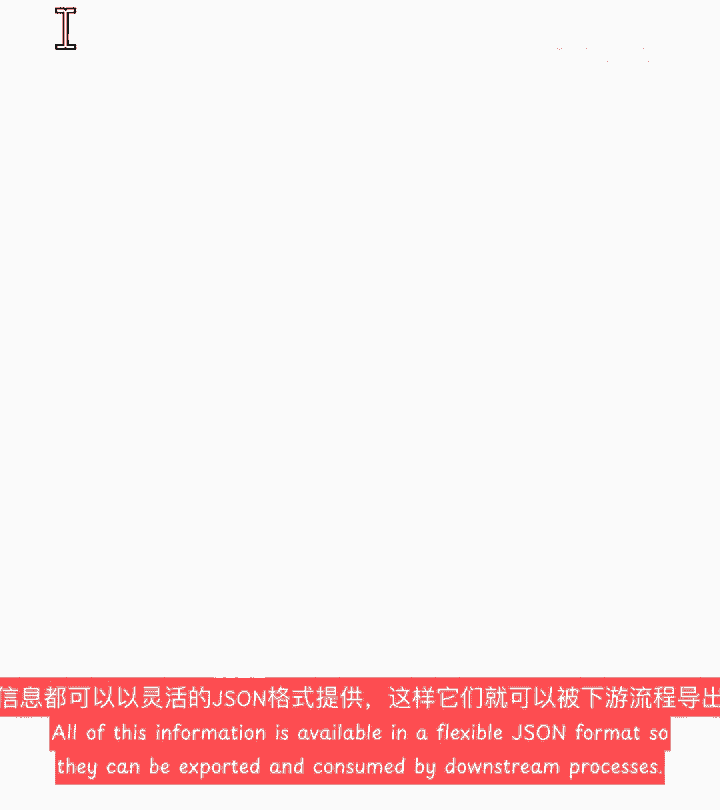 信息都可以以灵活的JSON格式提供，这样它们就可以被下游流程导出
All of this information is available in a flexible JSON format so
they can be exported and consumed by downstream processes.